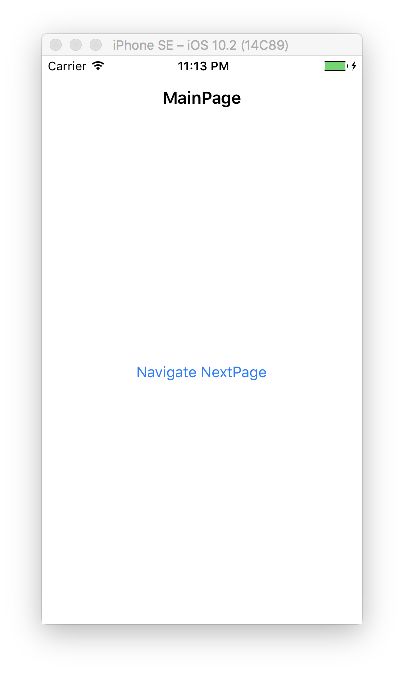 iPhone SE – iOS 10.2 (14C89)
Carrier 11:13 PM
MainPage
Navigate NextPage